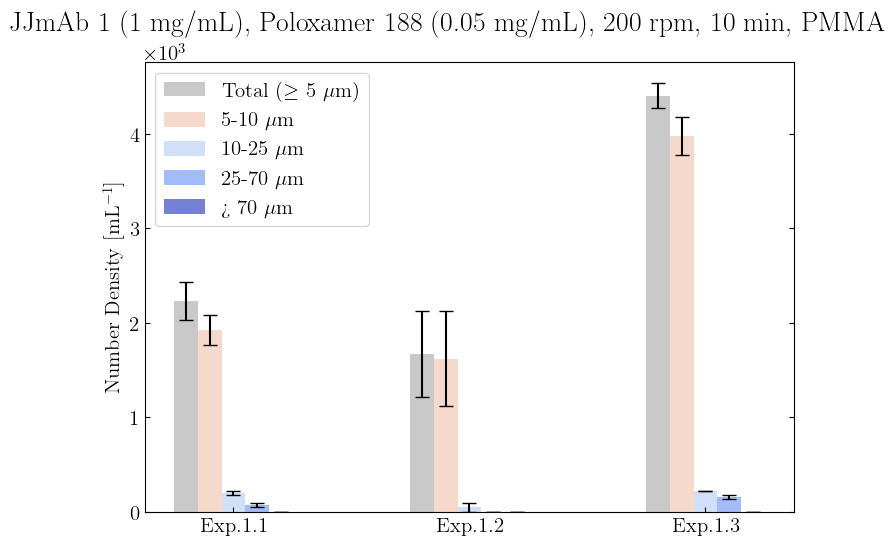 JJmAb 1 (1 mg/mL), Poloxamer 188 (0.05 mg/mL), 200 rpm, 10 min, PMMA
×10³
Total (≥ 5 μm)
5-10 μm
10-25 μm
25-70 μm
¿ 70 μm
Number Density [mL⁻¹]
4
3
2
1
0
Exp.1.1 Exp.1.2 Exp.1.3